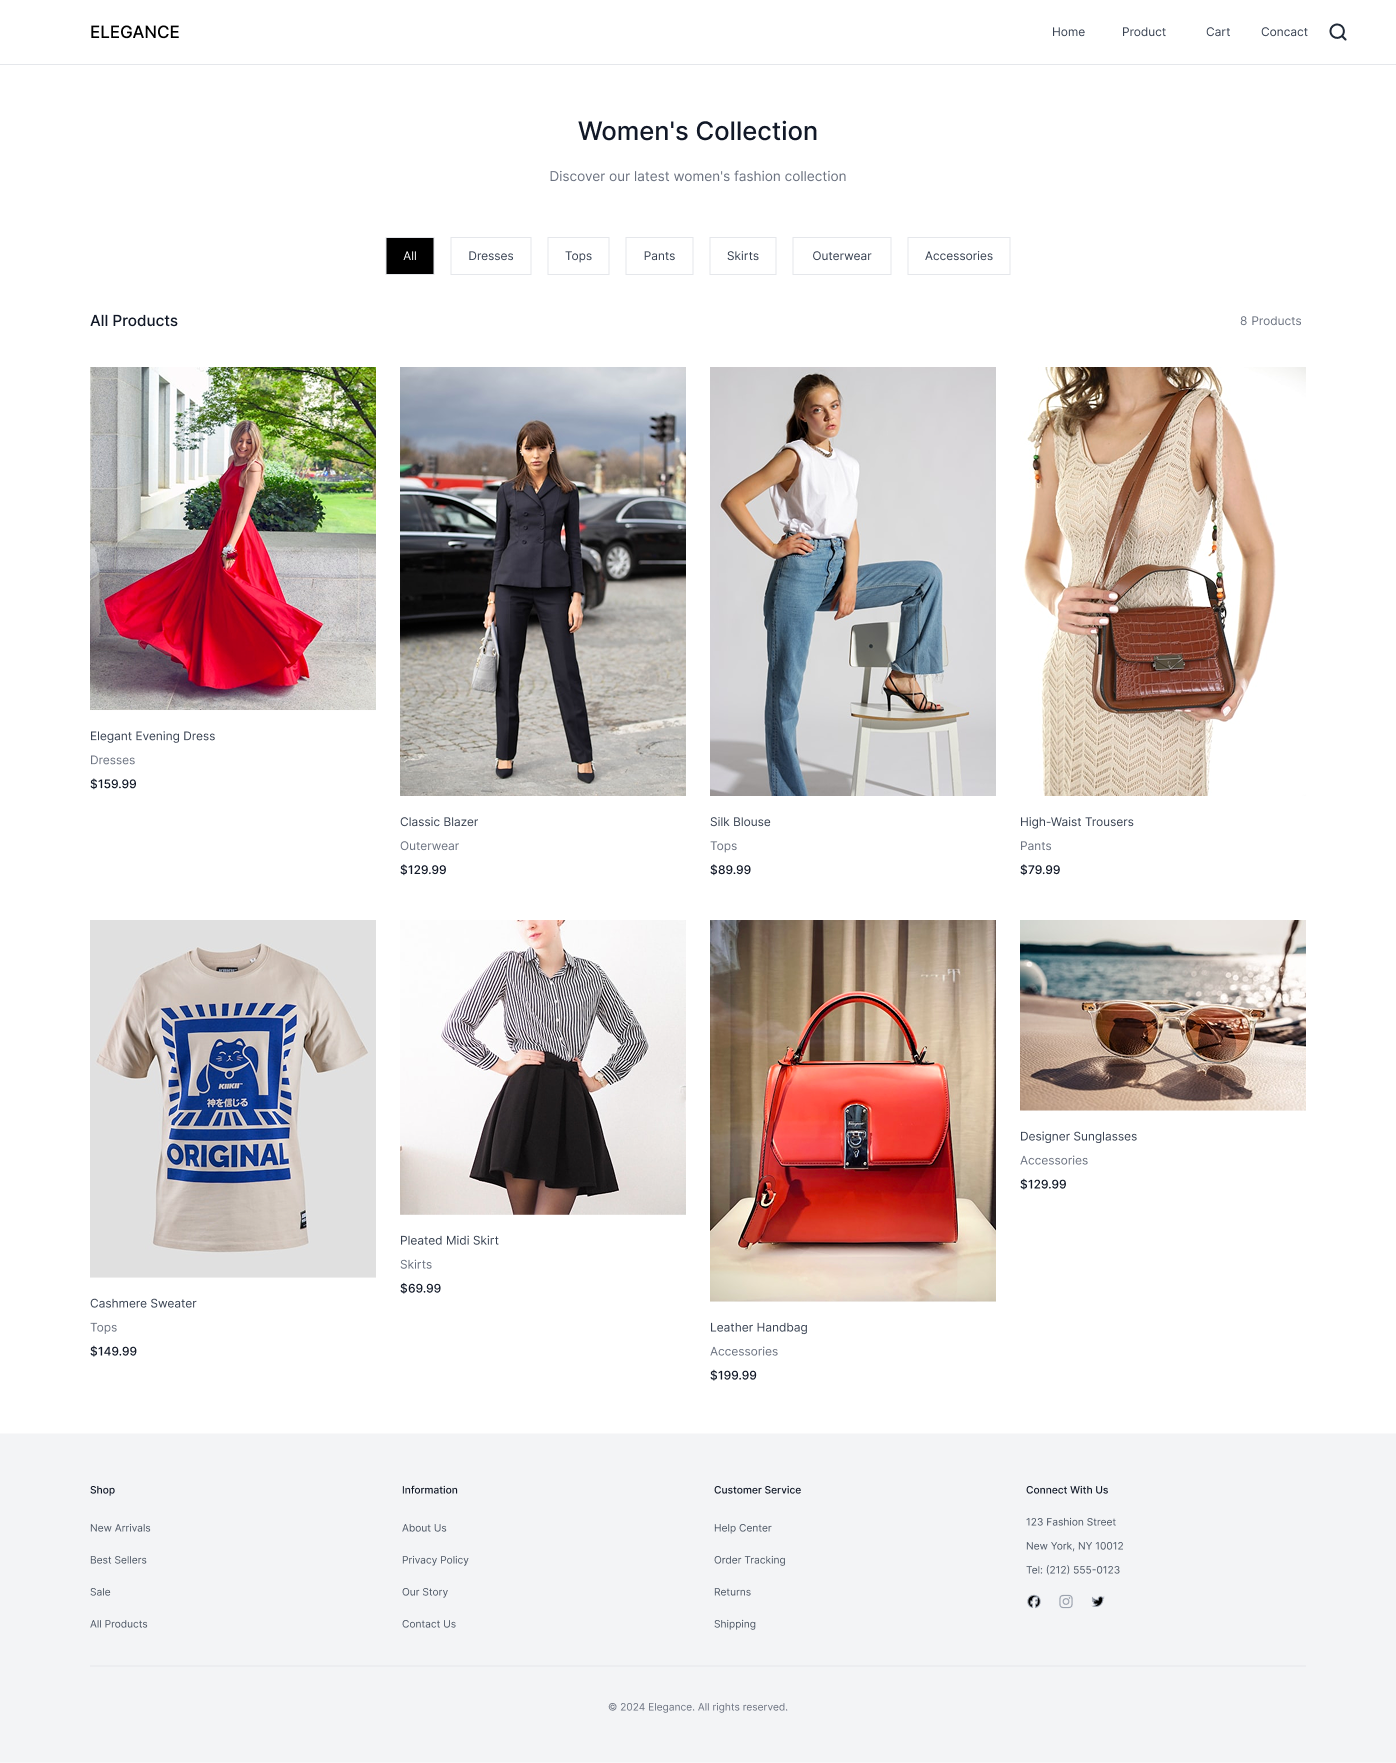 ELEGANCE
Home Product Cart Concact
Women's Collection
Discover our latest women's fashion collection
All Dresses Tops Pants Skirts Outerwear Accessories
All Products
8 Products
Elegant Evening Dress
Dresses
$159.99
Classic Blazer
Outerwear
$129.99
Silk Blouse
Tops
$89.99
High-Waist Trousers
Pants
$79.99
KIIKII
神を信じる
ORIGINAL
Cashmere Sweater
Tops
$149.99
Pleated Midi Skirt
Skirts
$69.99
Leather Handbag
Accessories
$199.99
Designer Sunglasses
Accessories
$129.99
Shop
New Arrivals
Best Sellers
Sale
All Products
Information
About Us
Privacy Policy
Our Story
Contact Us
Customer Service
Help Center
Order Tracking
Returns
Shipping
Connect With Us
123 Fashion Street
New York, NY 10012
Tel: (212) 555-0123
© 2024 Elegance. All rights reserved.